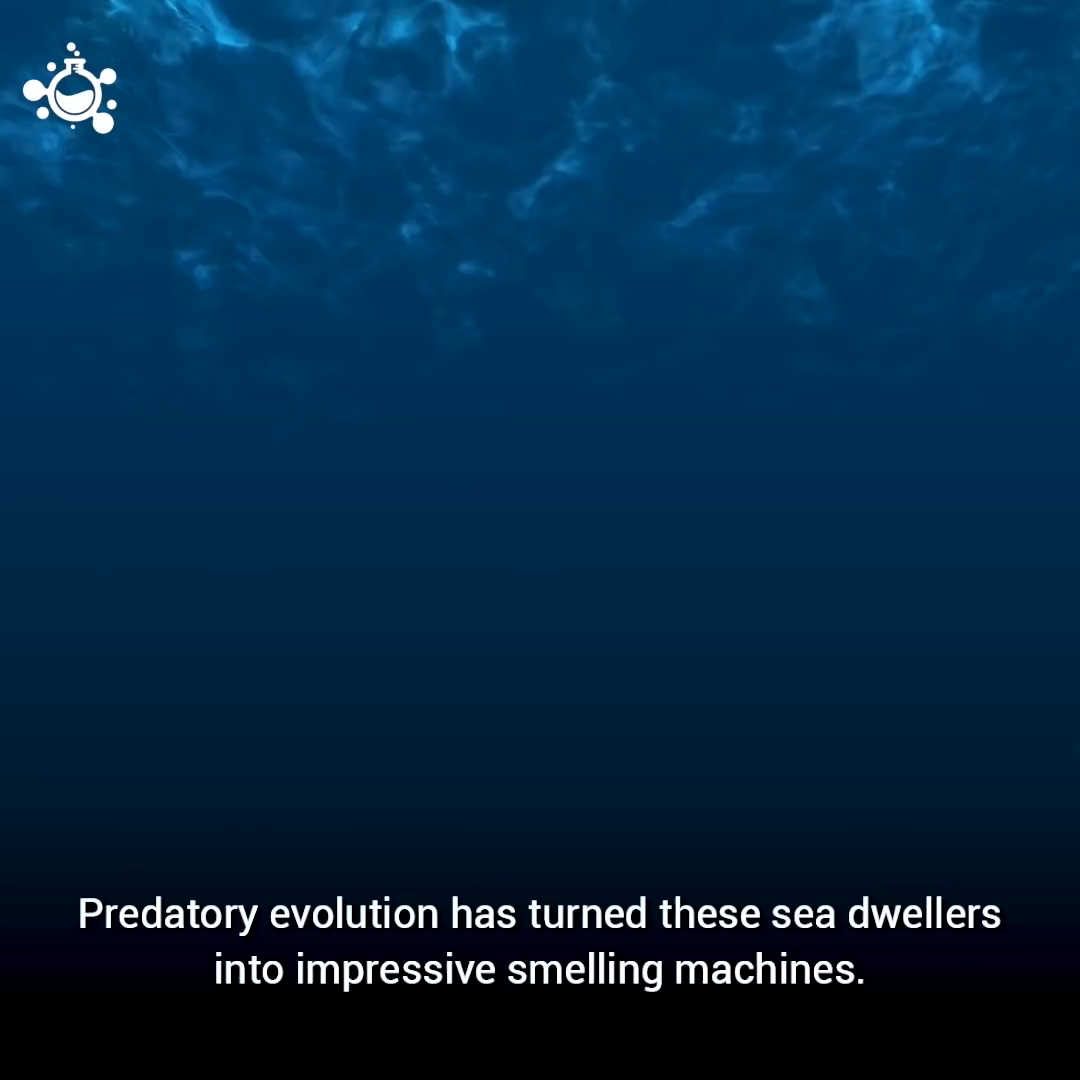 Predatory evolution has turned these sea dwellers
into impressive smelling machines.